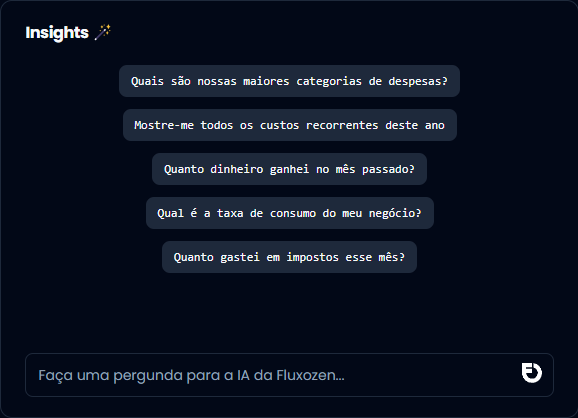 Insights 🪄
Quais são nossas maiores categorias de despesas?
Mostre-me todos os custos recorrentes deste ano
Quanto dinheiro ganhei no mês passado?
Qual é a taxa de consumo do meu negócio?
Quanto gastei em impostos esse mês?
Faça uma pergunda para a IA da Fluxozen...